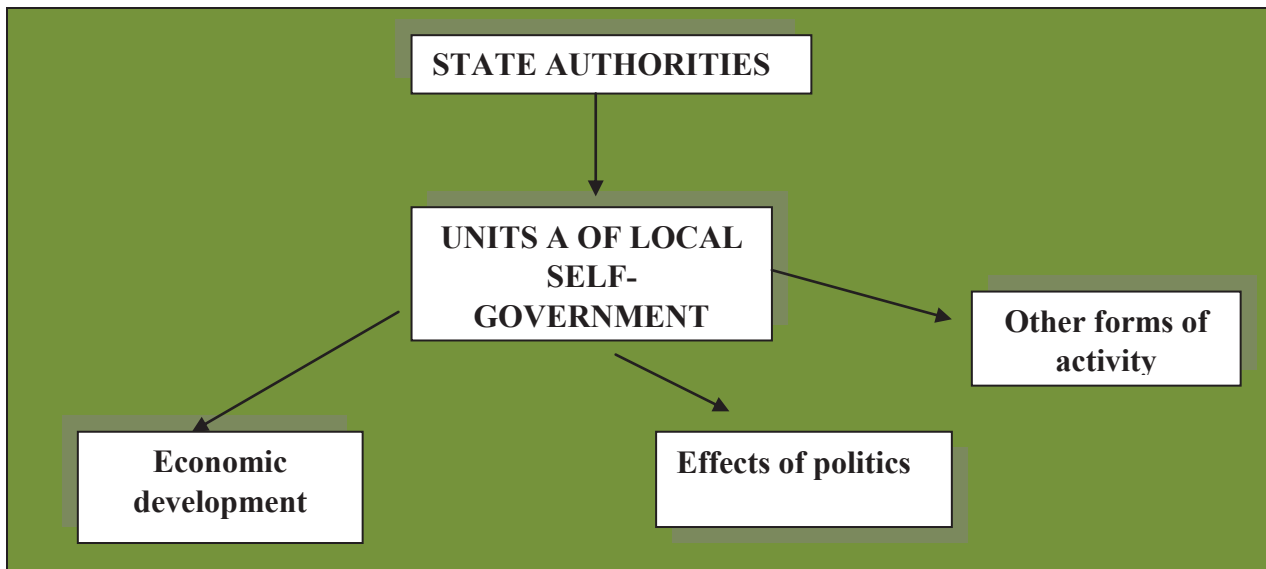 STATE AUTHORITIES
UNITS A OF LOCAL
SELF-
GOVERNMENT
Other forms of
activity
Economic
development
Effects of politics